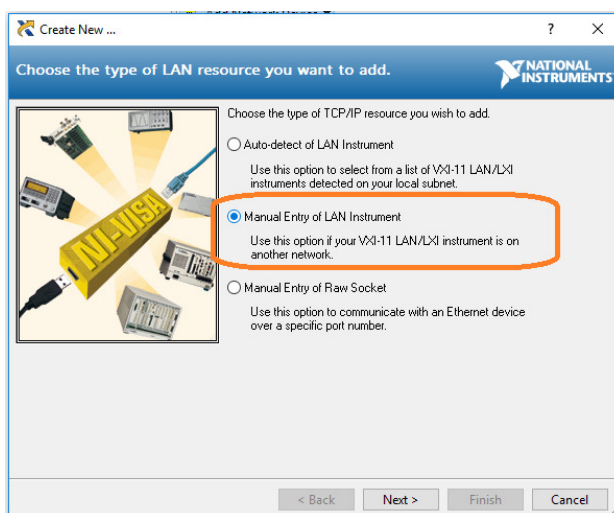 Add Network Device
Create New ...
?
X
Choose the type of LAN resource you want to add.
NATIONAL
INSTRUMENTS
Choose the type of TCP/IP resource you wish to add.
Auto-detect of LAN Instrument
Use this option to select from a list of VXI-11 LAN/LXI
instruments detected on your local subnet.
Manual Entry of LAN Instrument
Use this option if your VXI-11 LAN/LXI instrument is on
another network.
Manual Entry of Raw Socket
Use this option to communicate with an Ethernet device
over a specific port number.
NI-VISA
< Back
Next >
Finish
Cancel